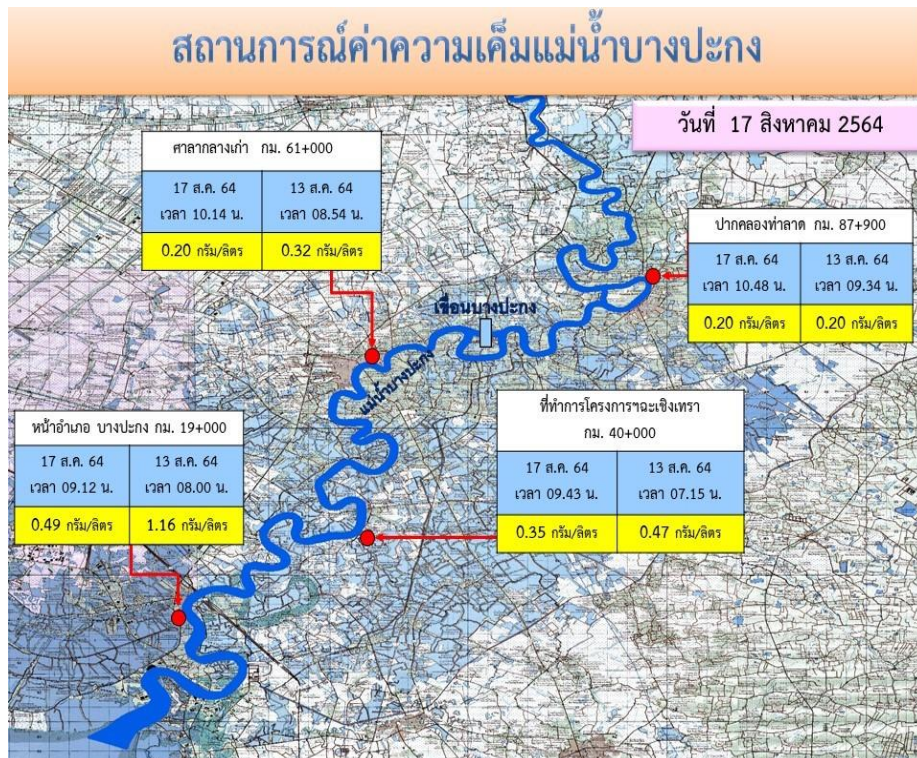 สถานการณ์ค่าความเค็มแม่น้ำบางปะกง
วันที่ 17 สิงหาคม 2564
ศาลากลางเก่า กม. 61+000
17 ส.ค. 64
เวลา 10.14 น.
13 ส.ค. 64
เวลา 08.54 น.
0.20 กรัม/ลิตร
0.32 กรัม/ลิตร
ปากคลองท่าลาด กม. 87+900
17 ส.ค. 64
เวลา 10.48 น.
13 ส.ค. 64
เวลา 09.34 น.
0.20 กรัม/ลิตร
0.20 กรัม/ลิตร
เขื่อนบางปะกง
แม่น้ำบางปะกง
หน้าอำเภอ บางปะกง กม. 19+000
17 ส.ค. 64
เวลา 09.12 น.
13 ส.ค. 64
เวลา 08.00 น.
0.49 กรัม/ลิตร
1.16 กรัม/ลิตร
ที่ทำการโครงการฯฉะเชิงเทรา
กม. 40+000
17 ส.ค. 64
เวลา 09.43 น.
13 ส.ค. 64
เวลา 07.15 น.
0.35 กรัม/ลิตร
0.47 กรัม/ลิตร